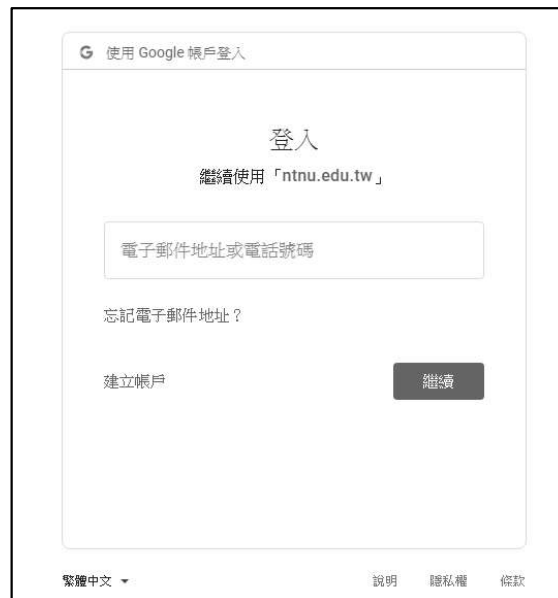 G 使用 Google 帳戶登入
登入
繼續使用「ntnu.edu.tw」
電子郵件地址或電話號碼
忘記電子郵件地址？
建立帳戶 繼續
繁體中文 說明 隱私權 條款